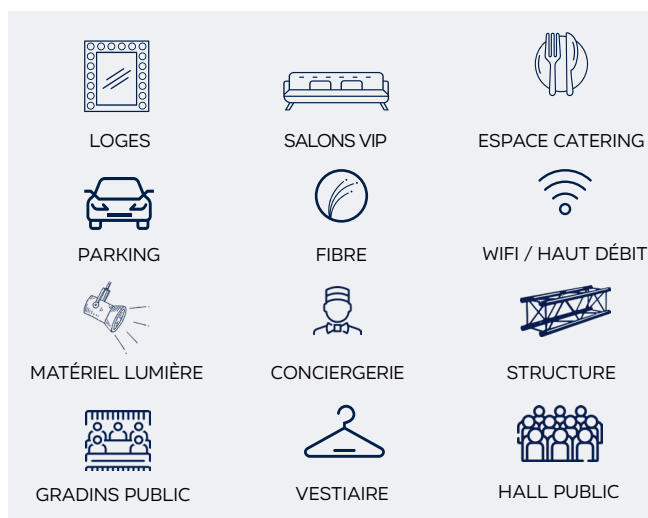 LOGES
SALONS VIP
ESPACE CATERING
PARKING
FIBRE
WIFI / HAUT DÉBIT
MATÉRIEL LUMIÈRE
CONCIERGERIE
STRUCTURE
GRADINS PUBLIC
VESTIAIRE
HALL PUBLIC